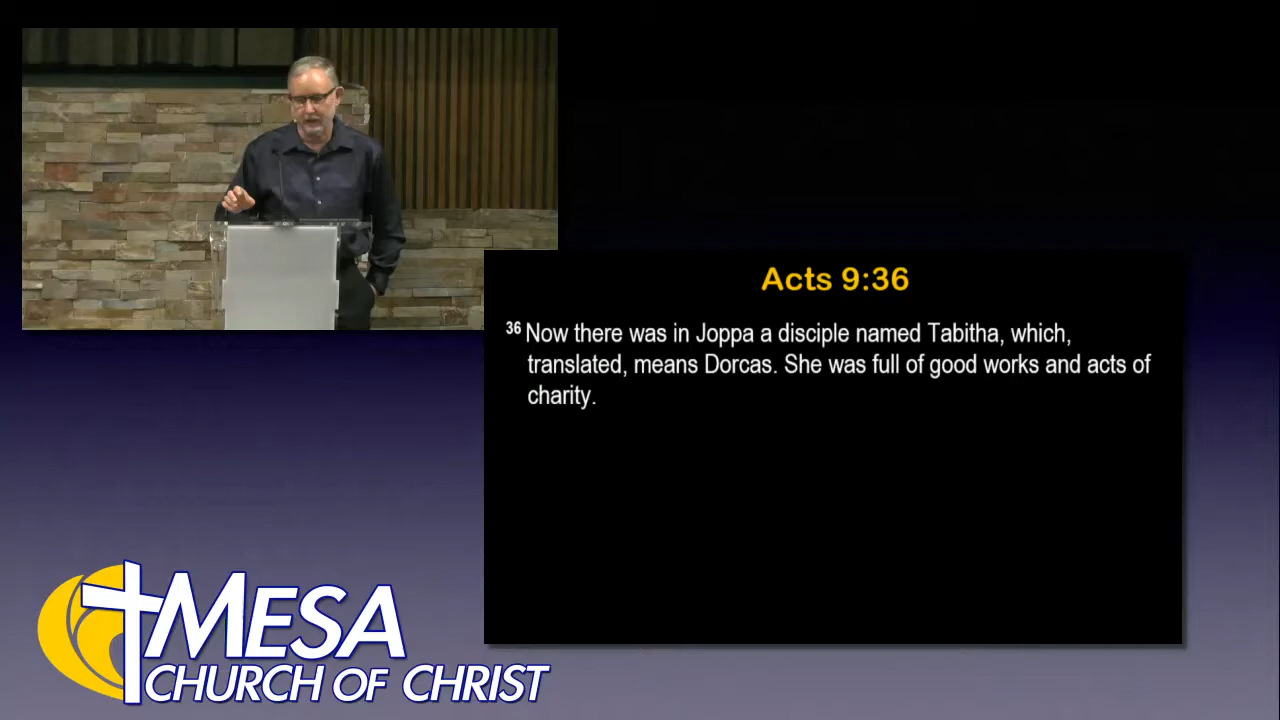 Acts 9:36
36 Now there was in Joppa a disciple named Tabitha, which,
translated, means Dorcas. She was full of good works and acts of
charity.
MESA
CHURCH OF CHRIST